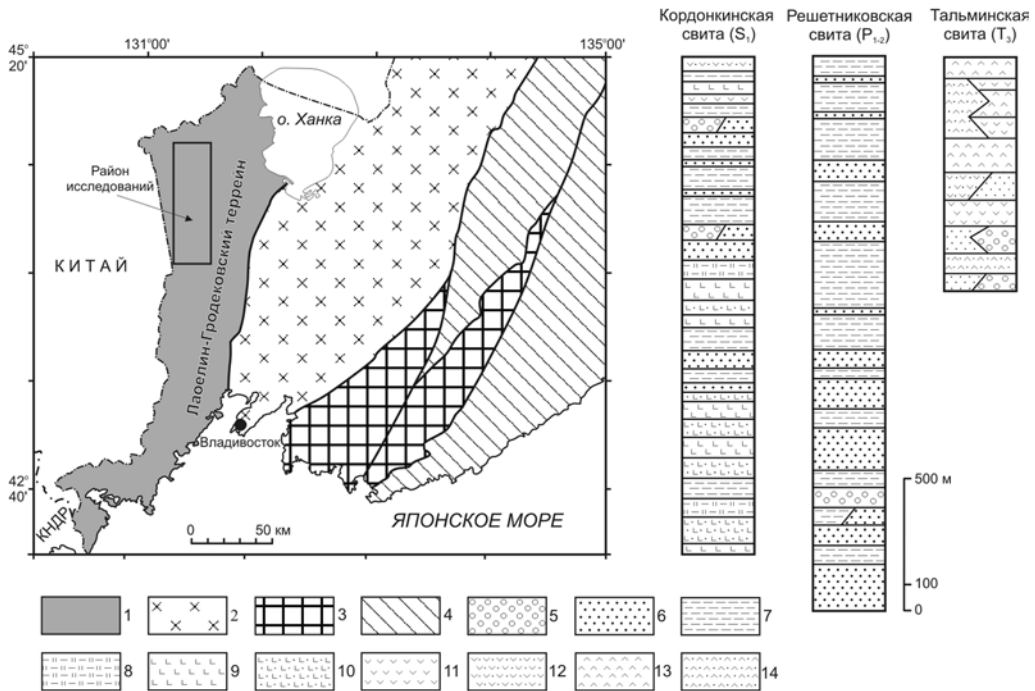 45°
20'
131°00'
135°00'
о. Ханка
Район
исследований
КИТАЙ
Лаоелин-Гродековский террейн
Владивосток
42°
40'
КНДР
0 50 км
ЯПОНСКОЕ МОРЕ
Кордонкинская
свита (S₁)
Решетниковская
свита (P₁₋₂)
Тальминская
свита (T₃)
500 м
100
0
1 2 3 4 5 6 7
8 9 10 11 12 13 14